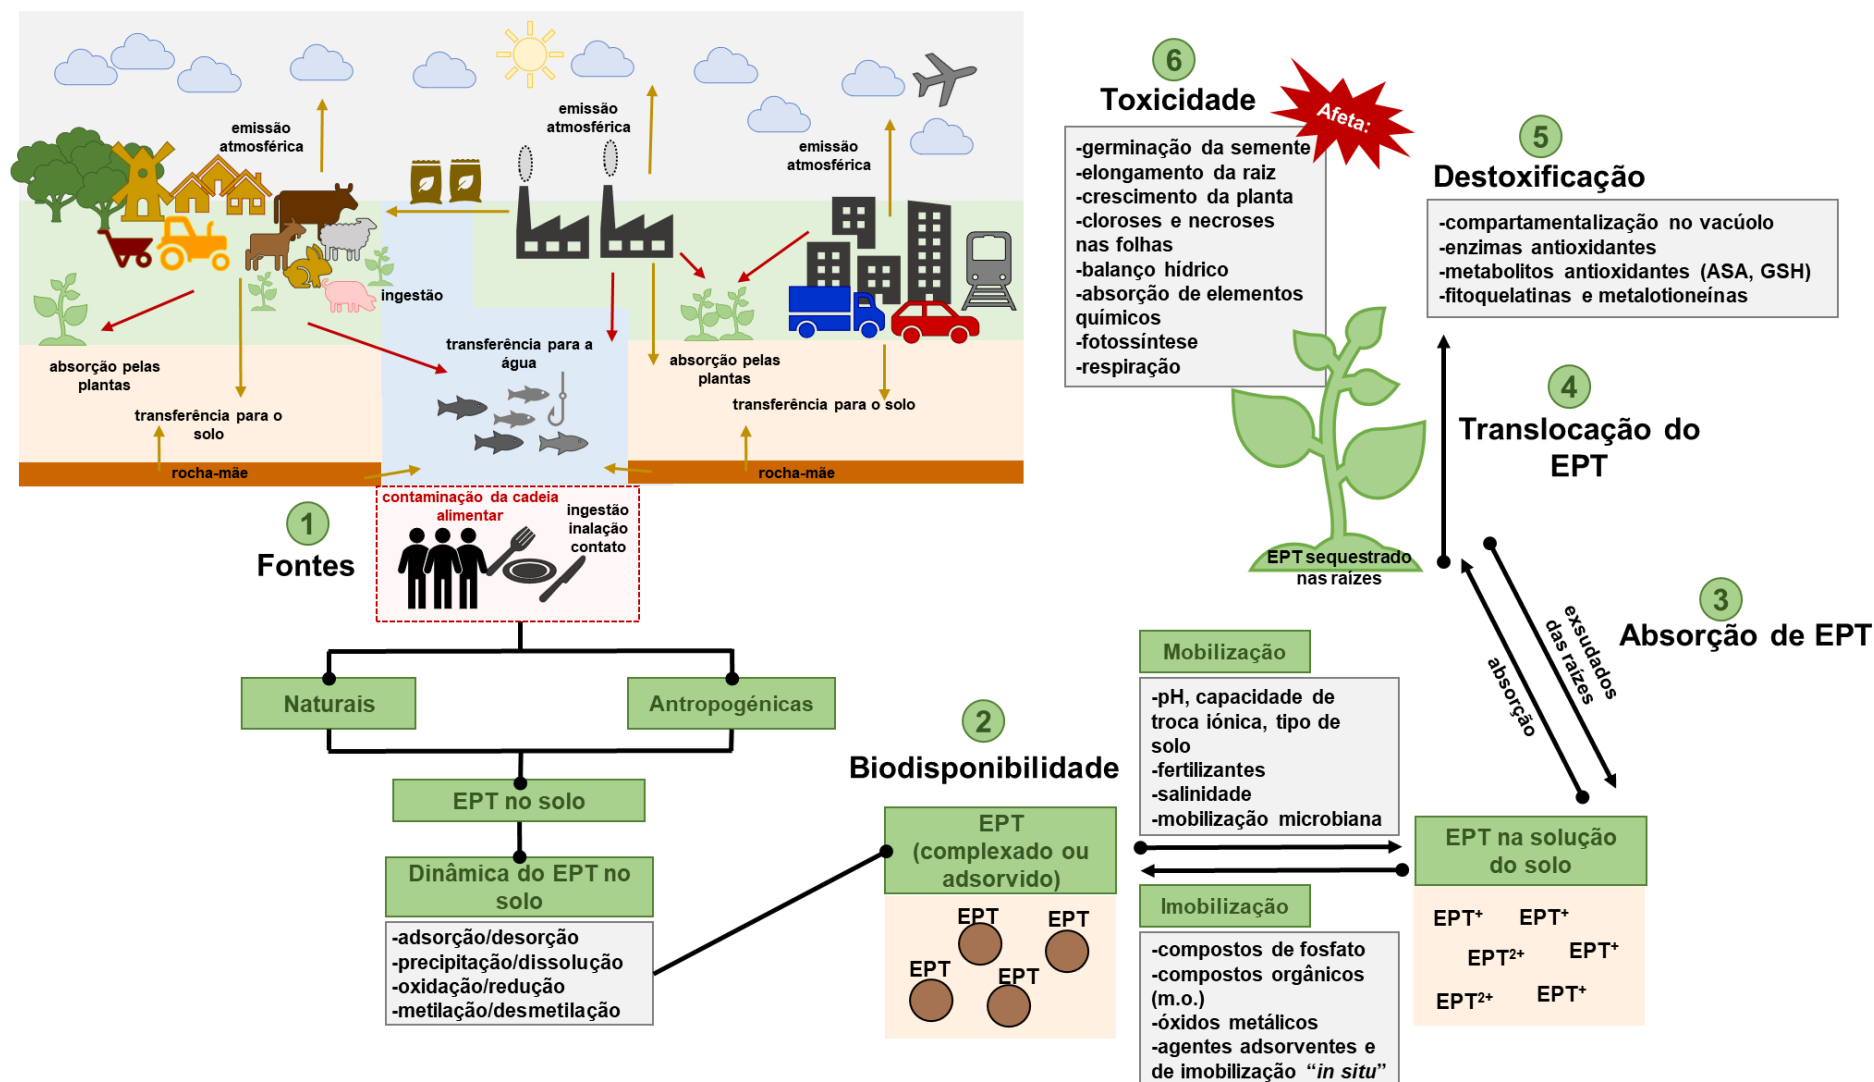 emissão
atmosférica
emissão
atmosférica
emissão
atmosférica
ingestão
absorção pelas
plantas
transferência para o
solo
transferência para a
água
absorção pelas
plantas
transferência para o solo
rocha-mãe
rocha-mãe
contaminação da cadeia
alimentar
ingestão
inalação
contato
1
Fontes
Naturais
Antropogénicas
EPT no solo
Dinâmica do EPT no
solo
-adsorção/desorção
-precipitação/dissolução
-oxidação/redução
-metilação/desmetilação
2
Biodisponibilidade
EPT
(complexado ou
adsorvido)
EPT
EPT
EPT
EPT
Mobilização
-pH, capacidade de
troca iónica, tipo de
solo
-fertilizantes
-salinidade
-mobilização microbiana
Imobilização
-compostos de fosfato
-compostos orgânicos
(m.o.)
-óxidos metálicos
-agentes adsorventes e
de imobilização “in situ”
EPT na solução
do solo
EPT⁺ EPT⁺
EPT²⁺ EPT⁺
EPT²⁺ EPT⁺
3
Absorção de EPT
exsudados
das raízes
absorção
4
Translocação do
EPT
EPT sequestrado
nas raízes
5
Destoxificação
-compartamentalização no vacúolo
-enzimas antioxidantes
-metabolitos antioxidantes (ASA, GSH)
-fitoquelatinas e metalotioneínas
6
Toxicidade
Afeta:
-germinação da semente
-elongamento da raiz
-crescimento da planta
-cloroses e necroses
nas folhas
-balanço hídrico
-absorção de elementos
químicos
-fotossíntese
-respiração